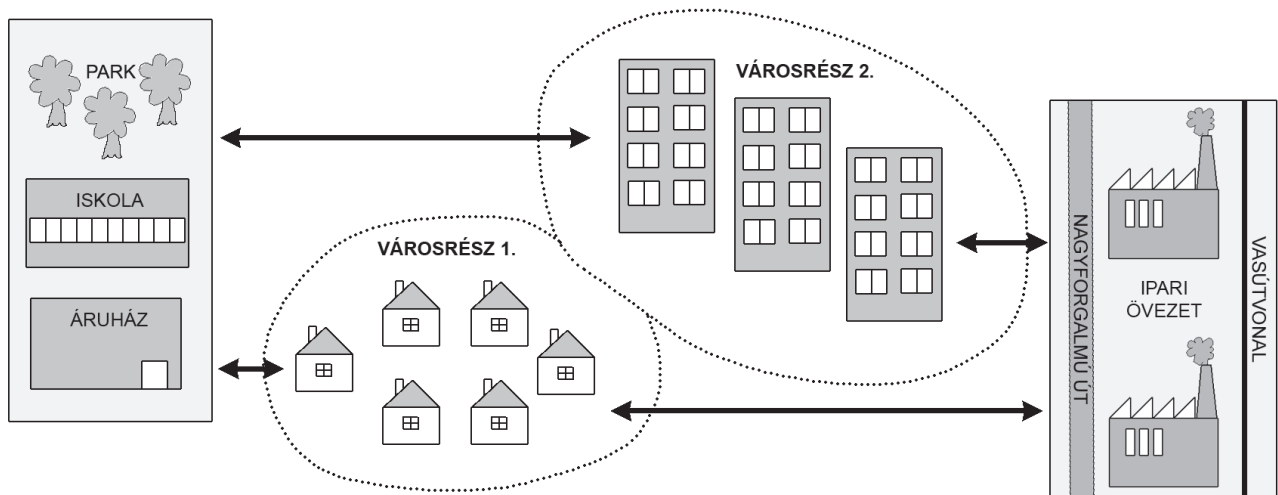 PARK
ISKOLA
ÁRUHÁZ
VÁROSRÉSZ 1.
VÁROSRÉSZ 2.
NAGYFORGALMÚ ÚT
IPARI
ÖVEZET
VASÚTVONAL